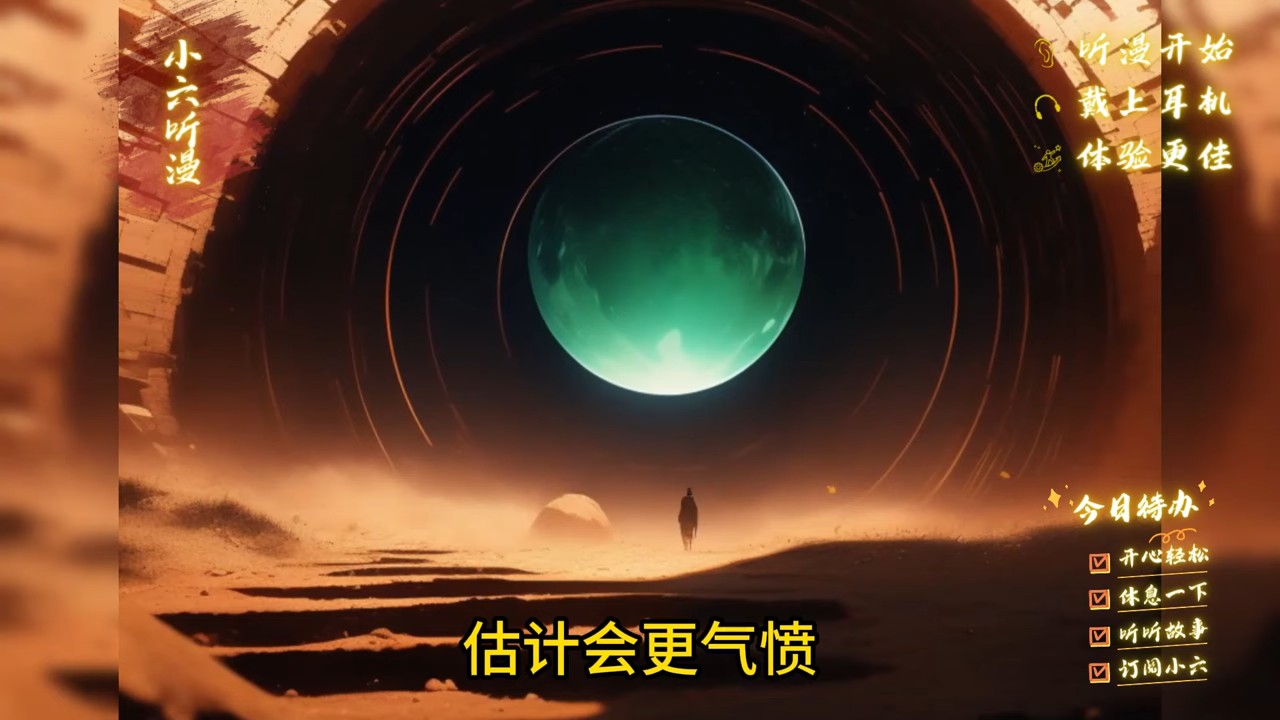 小六听漫
听漫开始
戴上耳机
体验更佳
今日待办
开心轻松
休息一下
听听故事
订阅小六
估计会更气愤